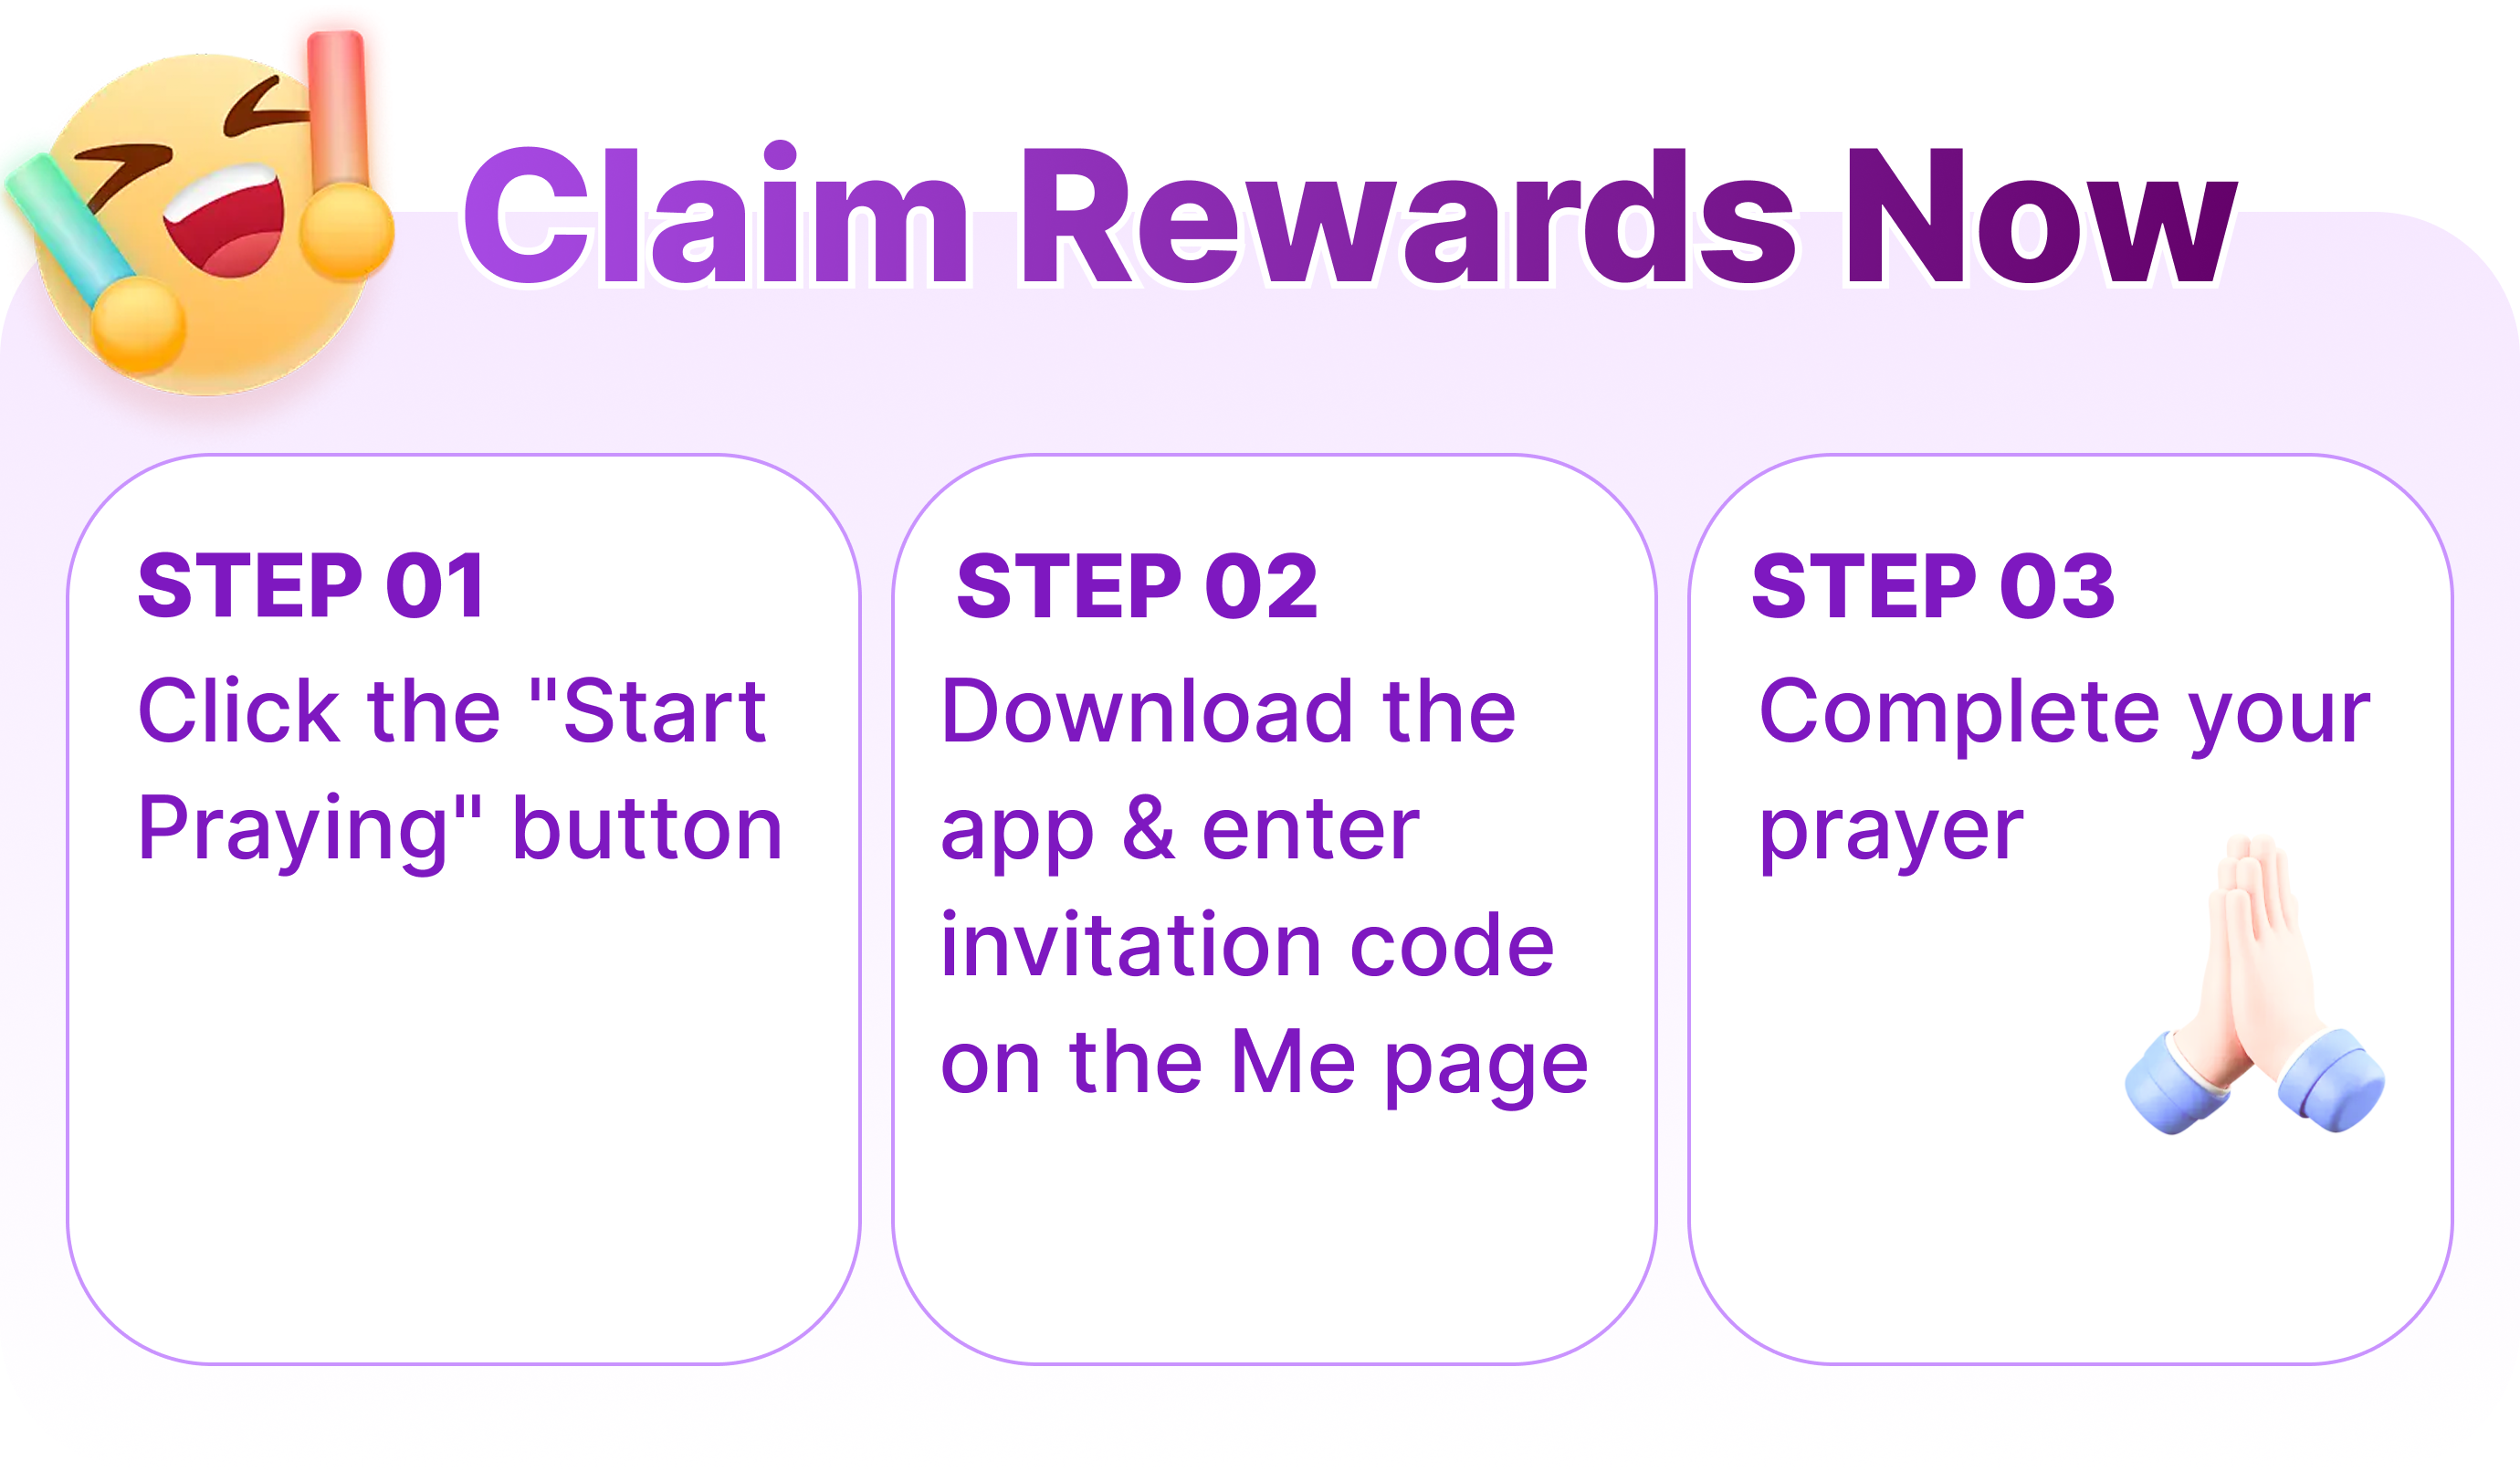 Claim Rewards Now
STEP 01
Click the "Start
Praying" button
STEP 02
Download the
app & enter
invitation code
on the Me page
STEP 03
Complete your
prayer